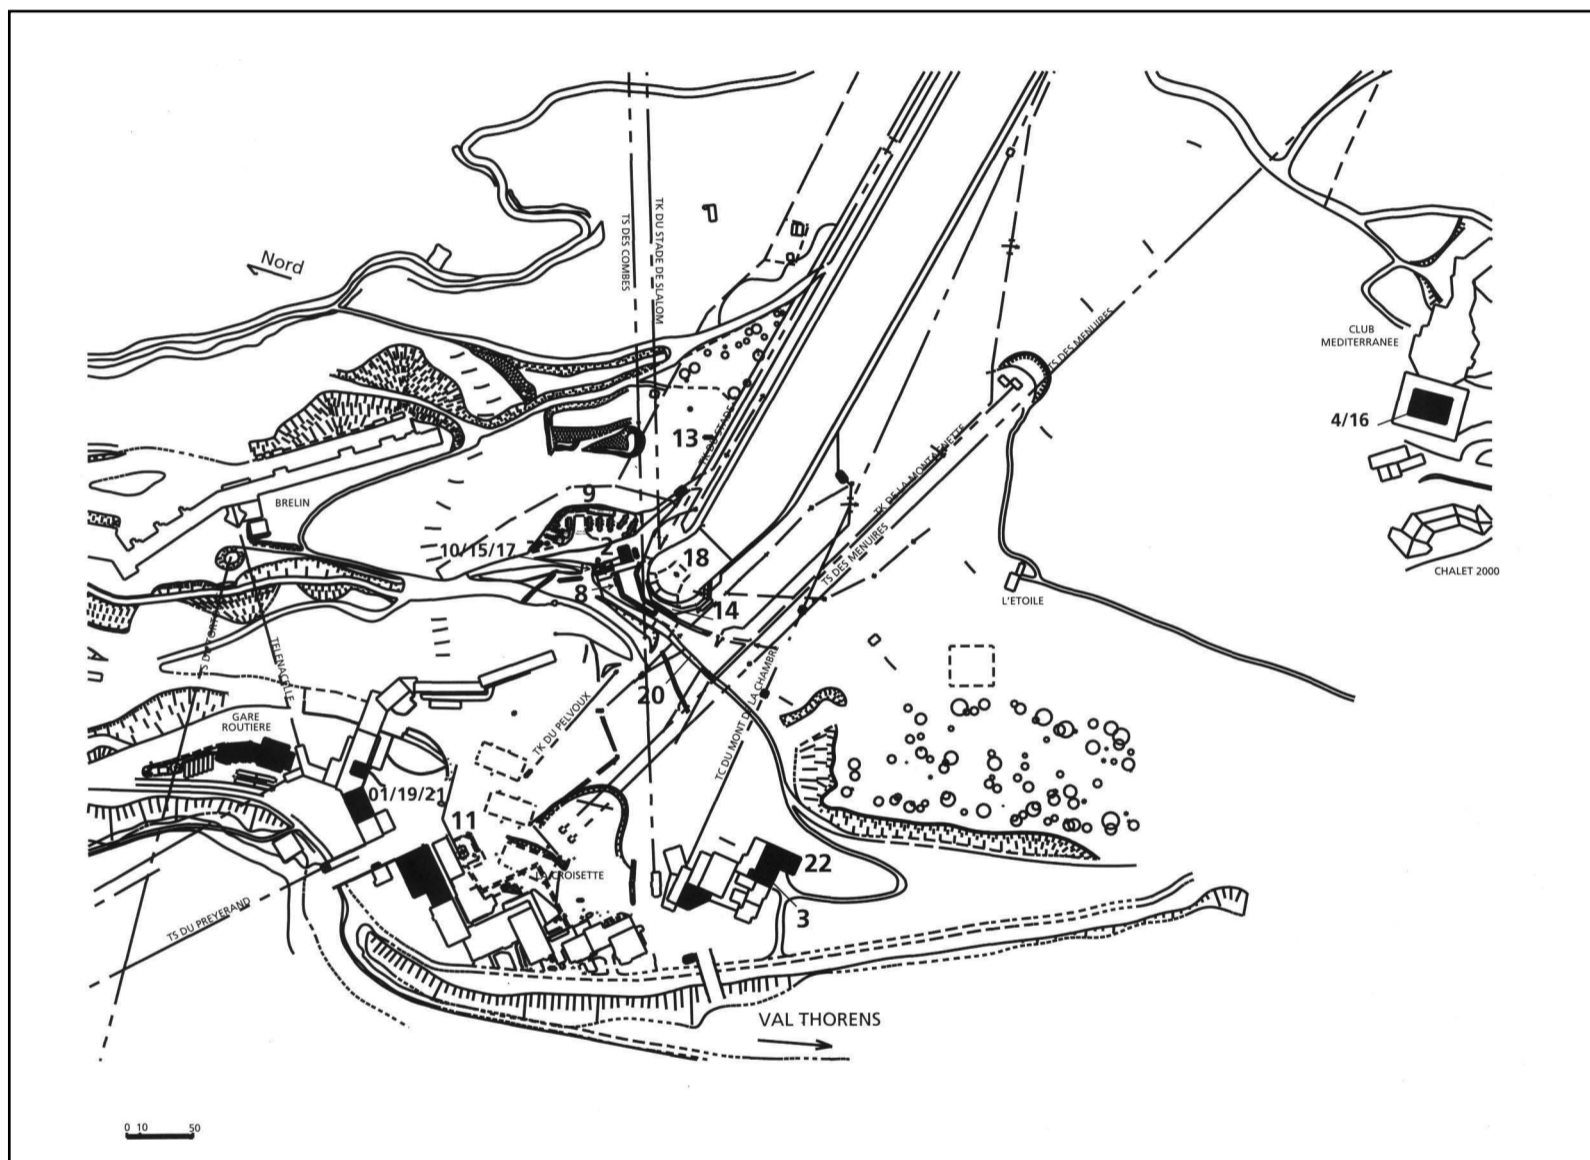 Nord
TS DES COMBES
TK DU STADE DE SLALOM
CLUB
MEDITERRANEE
TS DES MENUIRES
4/16
13
TK DU STADE
TK DE LA MONTAGNETTE
BRELIN
9
10/15/17
2
18
TS DES MENUIRES
CHALET 2000
8
14
L'ETOILE
TELENACELLE
20
TK DU PELVOUX
TC DU MONT DE LA CHAMBRE
GARE
ROUTIERE
01/19/21
11
LA CROISETTE
22
3
TS DU PREYERAND
VAL THORENS
0 10 50